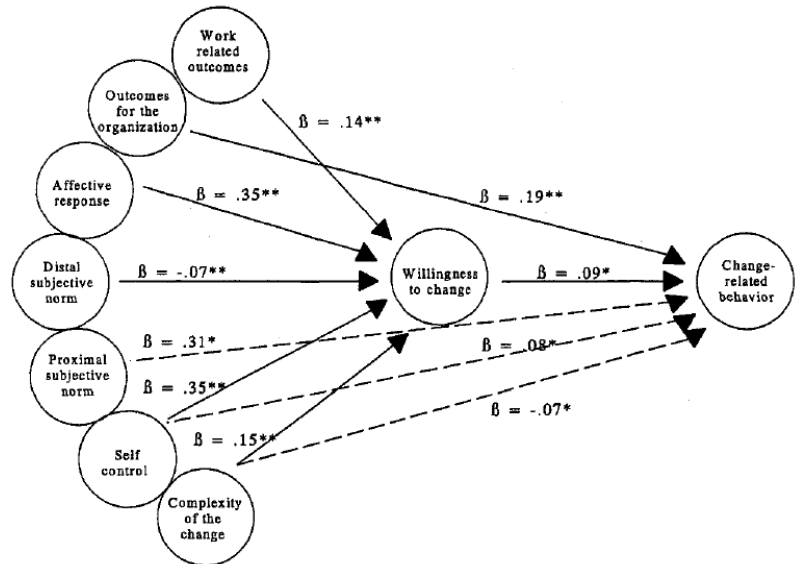 Work
related
outcomes
Outcomes
for the
organization
ß = .14**
Affective
response
ß = .35**
ß = .19**
Distal
subjective
norm
ß = -.07**
Willingness
to change
ß = .09*
Change-
related
behavior
Proximal
subjective
norm
ß = .31*
ß = .35**
ß = .08*
Self
control
ß = .15**
ß = -.07*
Complexity
of the
change